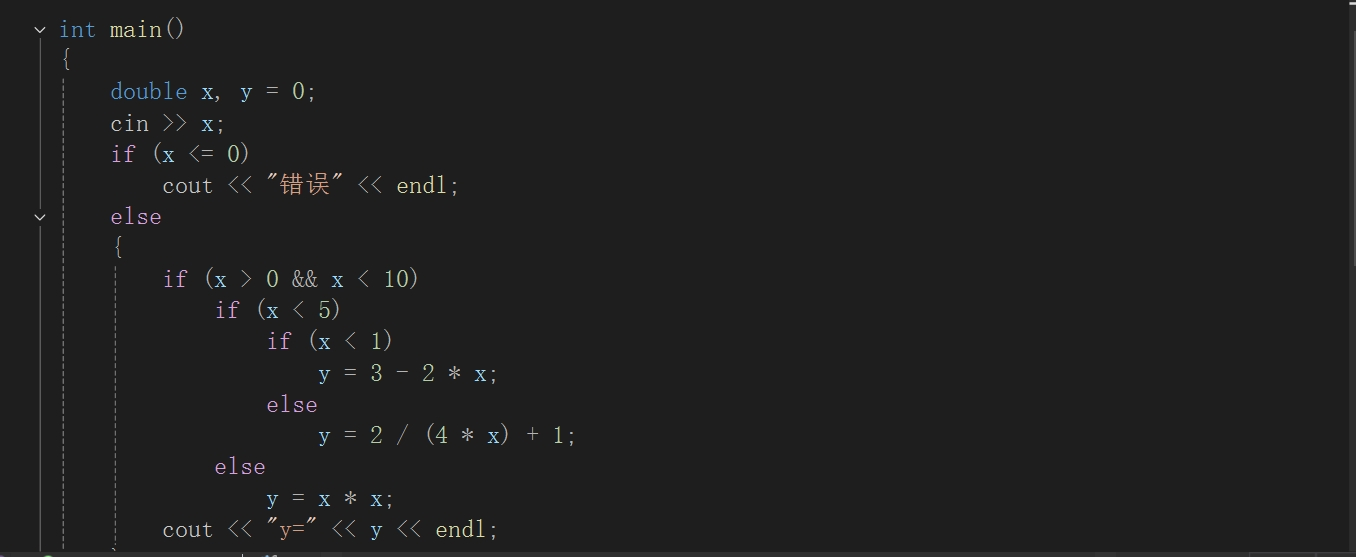 int main()
{
    double x, y = 0;
    cin >> x;
    if (x <= 0)
        cout << "错误" << endl;
    else
    {
        if (x > 0 && x < 10)
            if (x < 5)
                if (x < 1)
                    y = 3 - 2 * x;
                else
                    y = 2 / (4 * x) + 1;
            else
                y = x * x;
        cout << "y=" << y << endl;